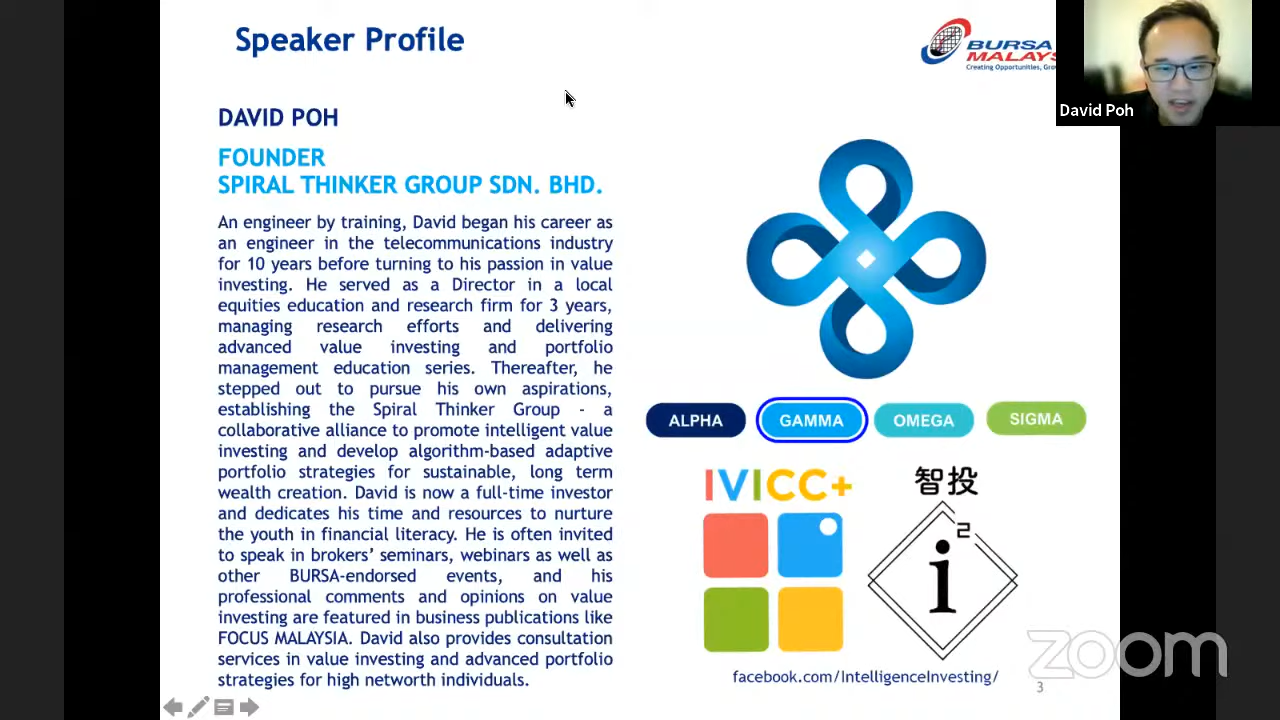 Speaker Profile
BURSA
MALAYS
Creating Opportunities, Gro
David Poh
DAVID POH
FOUNDER
SPIRAL THINKER GROUP SDN. BHD.
An engineer by training, David began his career as
an engineer in the telecommunications industry
for 10 years before turning to his passion in value
investing. He served as a Director in a local
equities education and research firm for 3 years,
managing research efforts and delivering
advanced value investing and portfolio
management education series. Thereafter, he
stepped out to pursue his own aspirations,
establishing the Spiral Thinker Group - a
collaborative alliance to promote intelligent value
investing and develop algorithm-based adaptive
portfolio strategies for sustainable, long term
wealth creation. David is now a full-time investor
and dedicates his time and resources to nurture
the youth in financial literacy. He is often invited
to speak in brokers’ seminars, webinars as well as
other BURSA-endorsed events, and his
professional comments and opinions on value
investing are featured in business publications like
FOCUS MALAYSIA. David also provides consultation
services in value investing and advanced portfolio
strategies for high networth individuals.
ALPHA
GAMMA
OMEGA
SIGMA
IVICC+
智投
i2
facebook.com/IntelligenceInvesting/
zoom
3